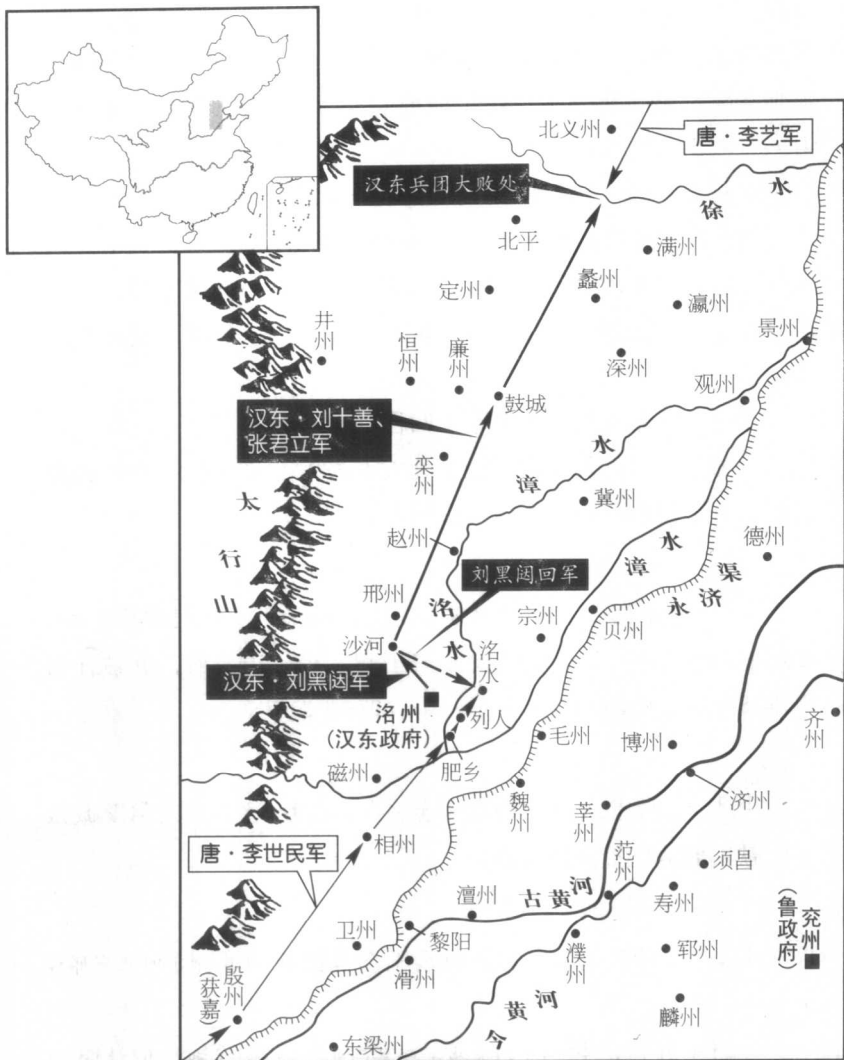 北义州
唐·李艺军
汉东兵团大败处
徐水
北平
满州
定州
蠡州
瀛州
井州
恒州
廉州
深州
景州
观州
鼓城
汉东·刘十善、
张君立军
栾州
漳水
冀州
太行山
赵州
漳水
德州
刘黑闼回军
永济渠
邢州
洺水
宗州
贝州
沙河
洺水
汉东·刘黑闼军
洺州
(汉东政府)
列人
毛州
博州
齐州
磁州
肥乡
魏州
济州
莘州
唐·李世民军
相州
范州
须昌
澶州
古黄河
寿州
兖州
(鲁政府)
卫州
黎阳
濮州
郓州
滑州
殷州
(获嘉)
今黄河
麟州
东梁州